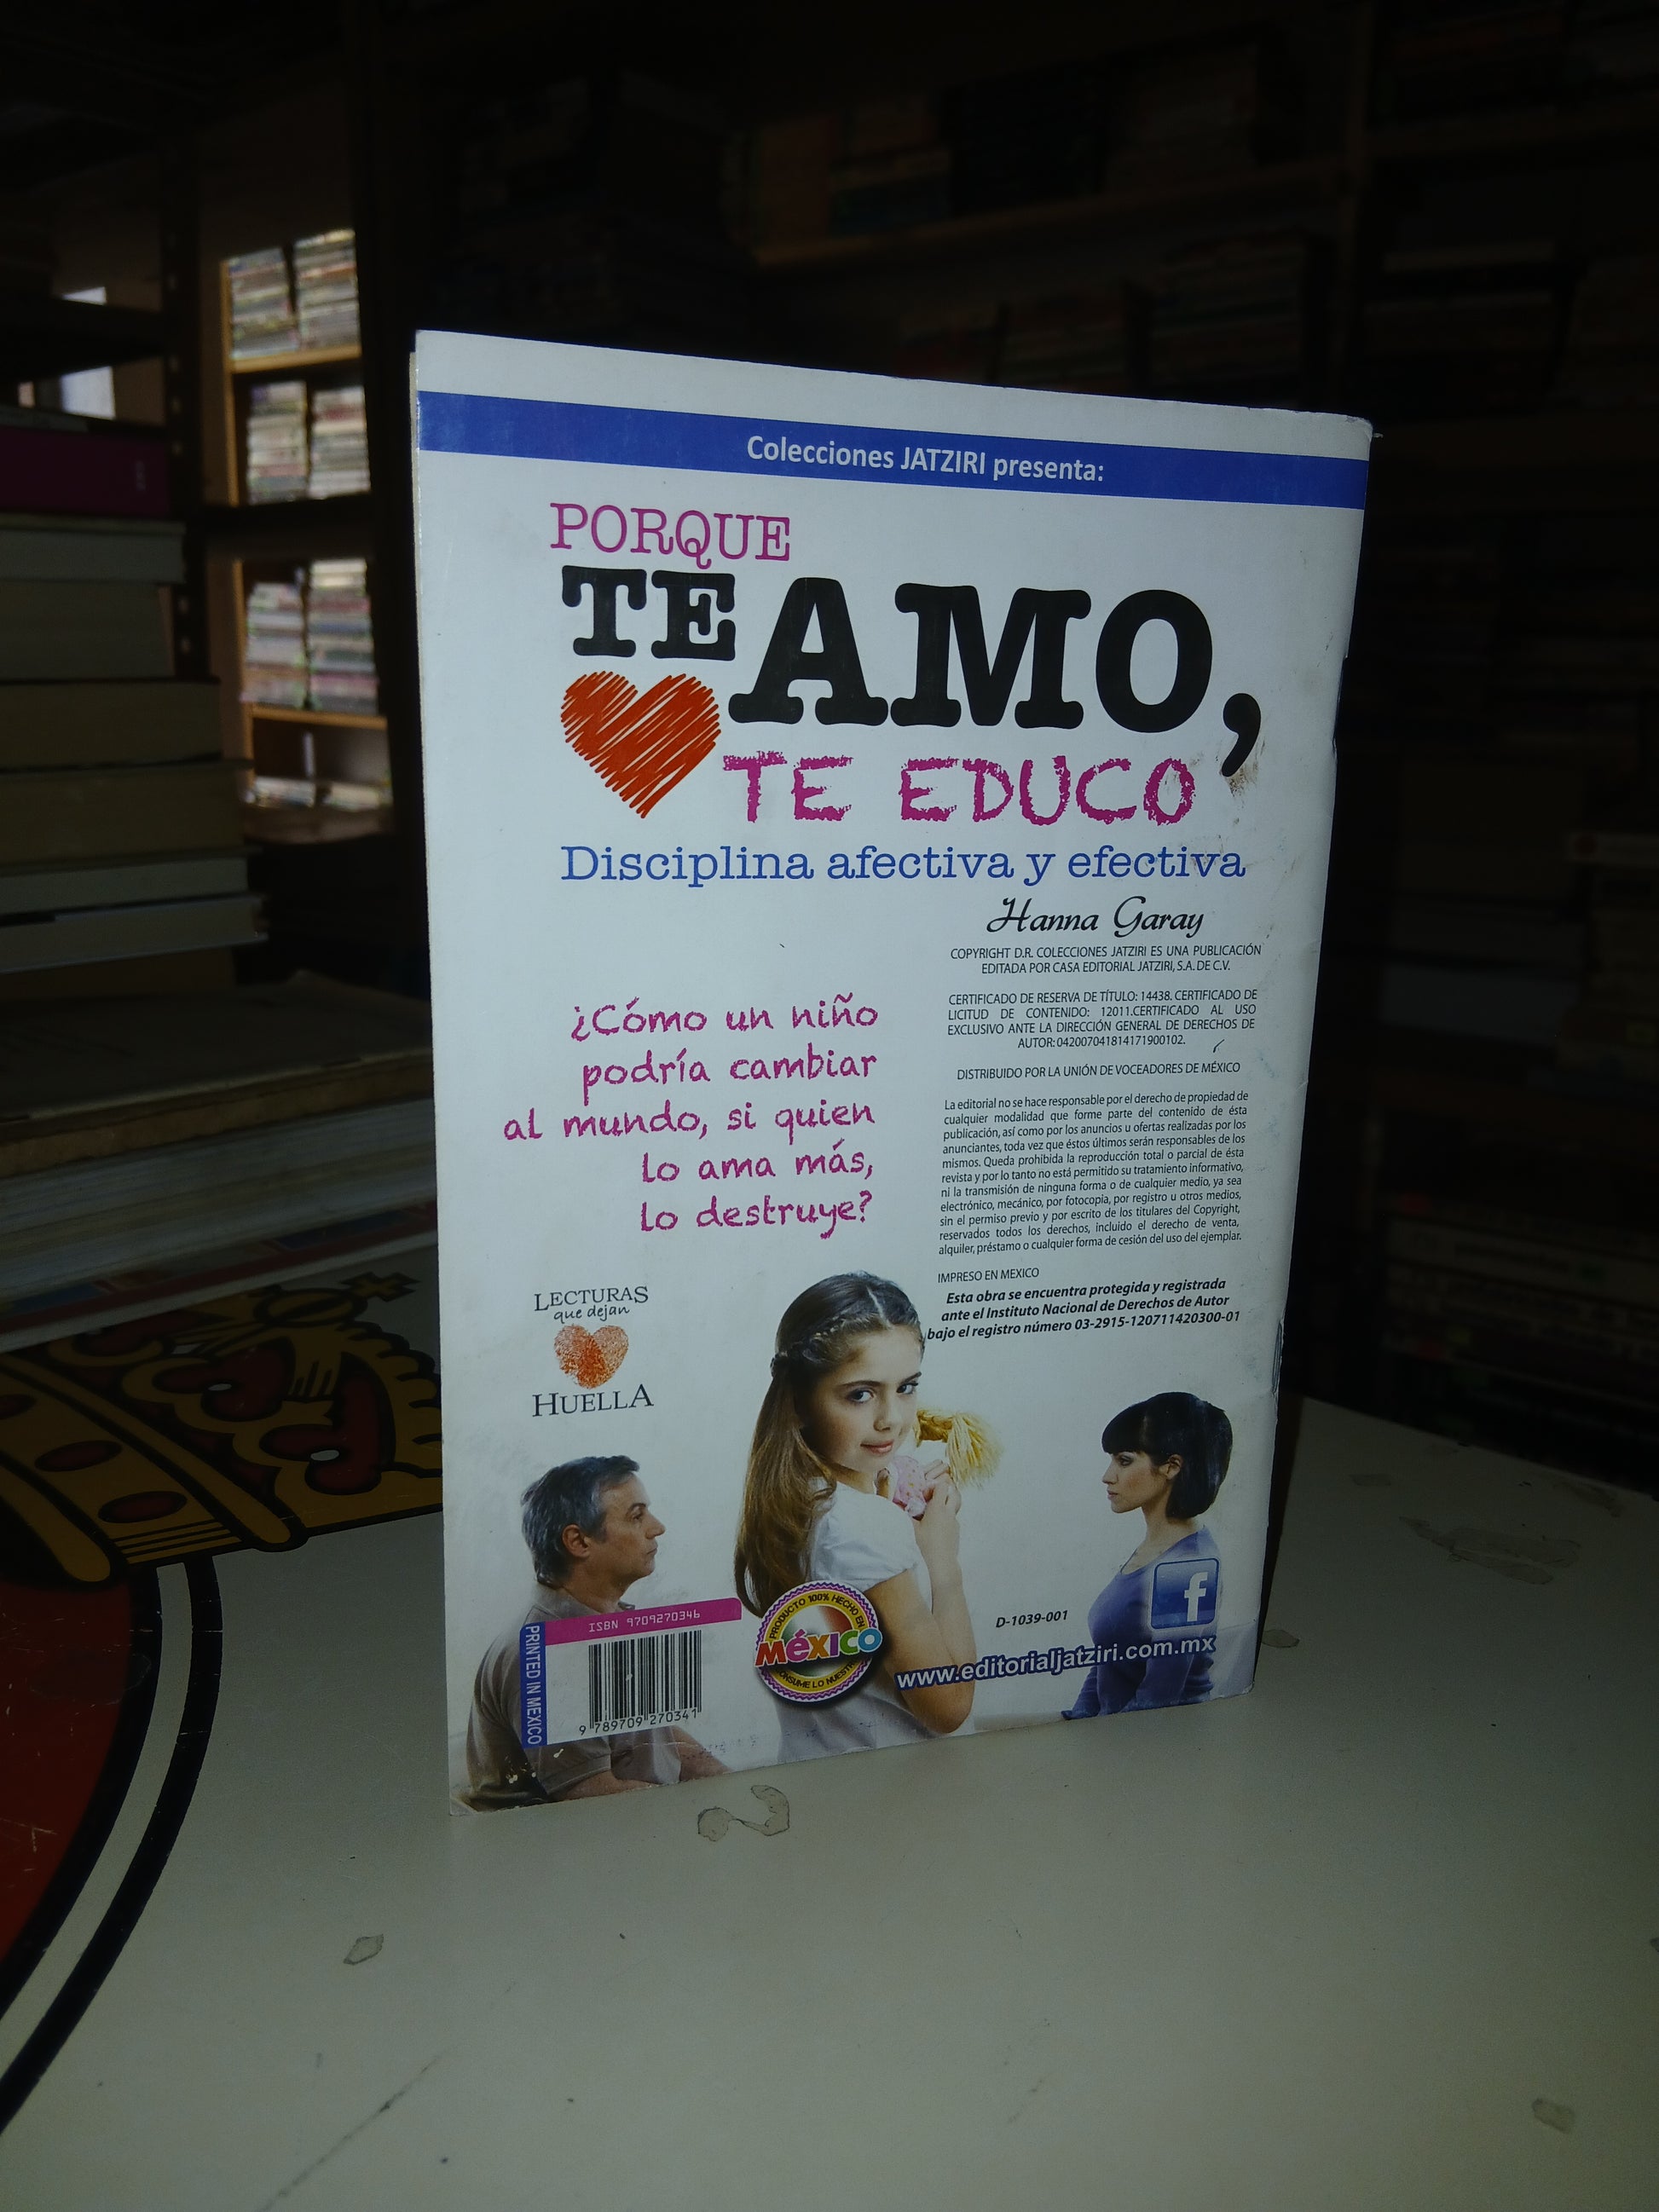 Colecciones JATZIRI presenta:
PORQUE
TE AMO,
TE EDUCO
Disciplina afectiva y efectiva
Hanna Garay
COPYRIGHT D.R. COLECCIONES JATZIRI ES UNA PUBLICACIÓN
EDITADA POR CASA EDITORIAL JATZIRI, S.A. DE C.V.
CERTIFICADO DE RESERVA DE TÍTULO: 14438. CERTIFICADO DE
LICITUD DE CONTENIDO: 12011.CERTIFICADO AL USO
EXCLUSIVO ANTE LA DIRECCIÓN GENERAL DE DERECHOS DE
AUTOR: 042007041814171900102.
DISTRIBUIDO POR LA UNIÓN DE VOCEADORES DE MÉXICO
La editorial no se hace responsable por el derecho de propiedad de
cualquier modalidad que forme parte del contenido de ésta
publicación, así como por los anuncios u ofertas realizadas por los
anunciantes, toda vez que éstos últimos serán responsables de los
mismos. Queda prohibida la reproducción total o parcial de ésta
revista y por lo tanto no está permitido su tratamiento informativo,
ni la transmisión de ninguna forma o de cualquier medio, ya sea
electrónico, mecánico, por fotocopia, por registro u otros medios,
sin el permiso previo y por escrito de los titulares del Copyright,
reservados todos los derechos, incluido el derecho de venta,
alquiler, préstamo o cualquier forma de cesión del uso del ejemplar.
IMPRESO EN MEXICO
Esta obra se encuentra protegida y registrada
ante el Instituto Nacional de Derechos de Autor
bajo el registro número 03-2915-120711420300-01
¿Cómo un niño
podría cambiar
al mundo, si quien
lo ama más,
lo destruye?
LECTURAS
que dejan
HUELLA
ISBN 9709270346
PRINTED IN MEXICO
9 789709 270341
PRODUCTO 100% HECHO EN
MéXICO
CONSUME LO NUESTRO
D-1039-001
f
www.editorialjatziri.com.mx